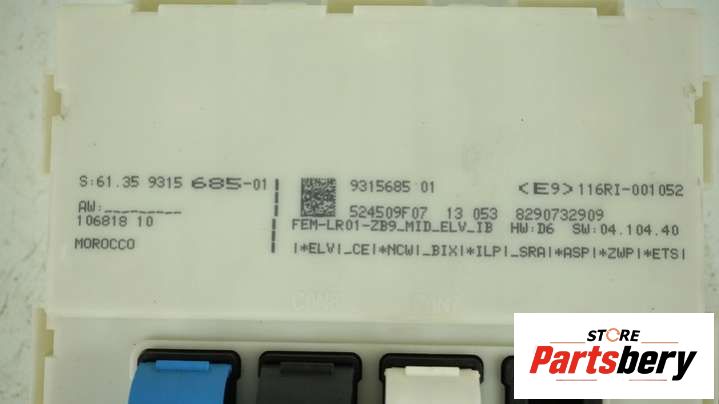 S:61.35 9315 685-01
AW:_________
106818 10
MOROCCO
9315685 01
<E9>116RI-001052
524509F07 13 053 8290732909
FEM-LR01-ZB9_MID_ELV_IB HW:D6 SW:04.104.40
|*ELV|_CE|*NCW|_BIX|*ILP|_SRA|*ASP|*ZWP|*ETS|
STORE
Partsbery